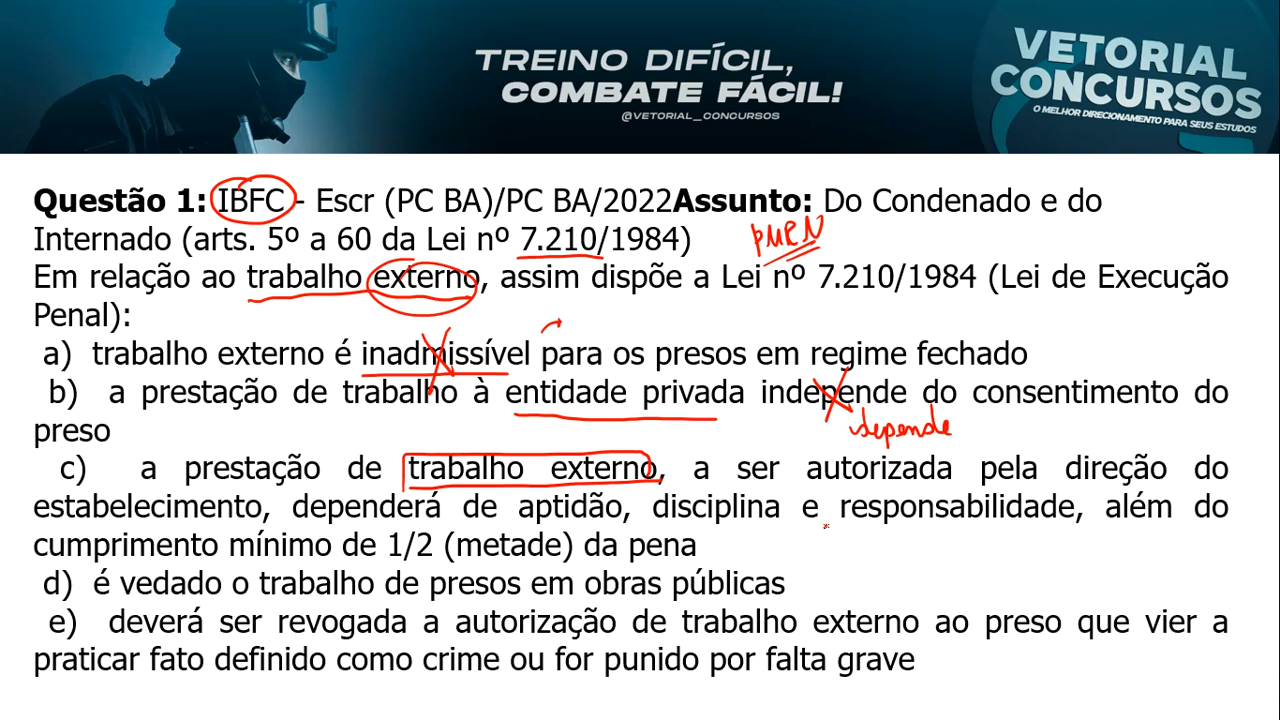 TREINO DIFÍCIL,
COMBATE FÁCIL!
@VETORIAL_CONCURSOS
VETORIAL
CONCURSOS
O MELHOR DIRECIONAMENTO PARA SEUS ESTUDOS
Questão 1: IBFC - Escr (PC BA)/PC BA/2022Assunto: Do Condenado e do
Internado (arts. 5º a 60 da Lei nº 7.210/1984)
Em relação ao trabalho externo, assim dispõe a Lei nº 7.210/1984 (Lei de Execução
Penal):
a) trabalho externo é inadmissível para os presos em regime fechado
b) a prestação de trabalho à entidade privada independe do consentimento do
depende
preso
c) a prestação de trabalho externo, a ser autorizada pela direção do
estabelecimento, dependerá de aptidão, disciplina e responsabilidade, além do
cumprimento mínimo de 1/2 (metade) da pena
d) é vedado o trabalho de presos em obras públicas
e) deverá ser revogada a autorização de trabalho externo ao preso que vier a
praticar fato definido como crime ou for punido por falta grave